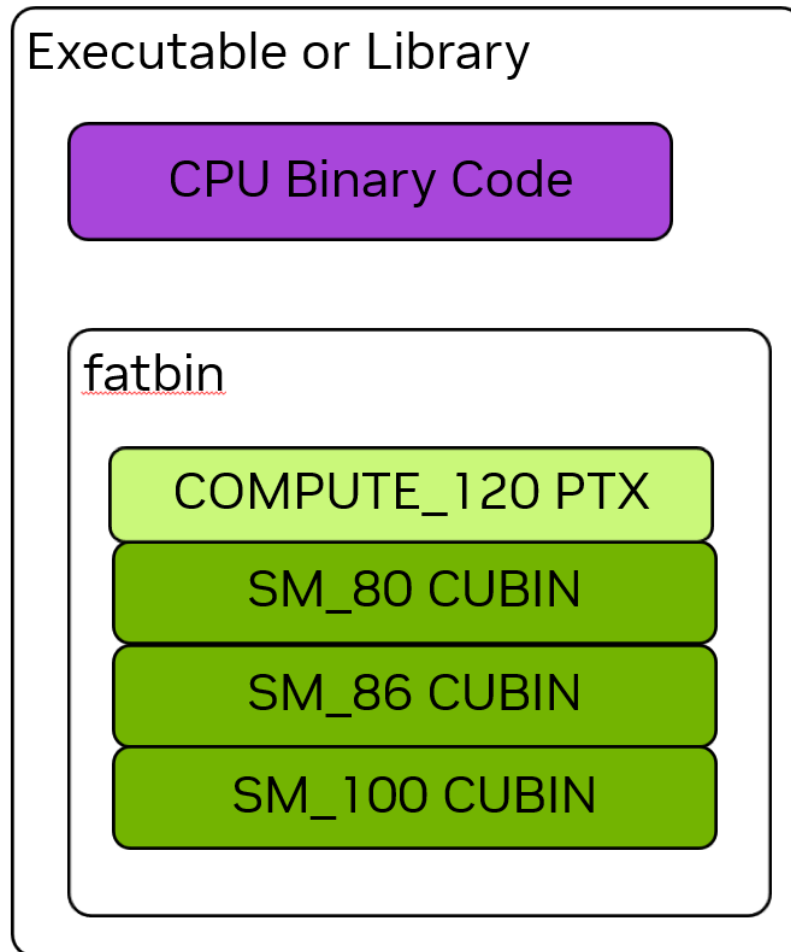 Executable or Library
CPU Binary Code
fatbin
COMPUTE_120 PTX
SM_80 CUBIN
SM_86 CUBIN
SM_100 CUBIN